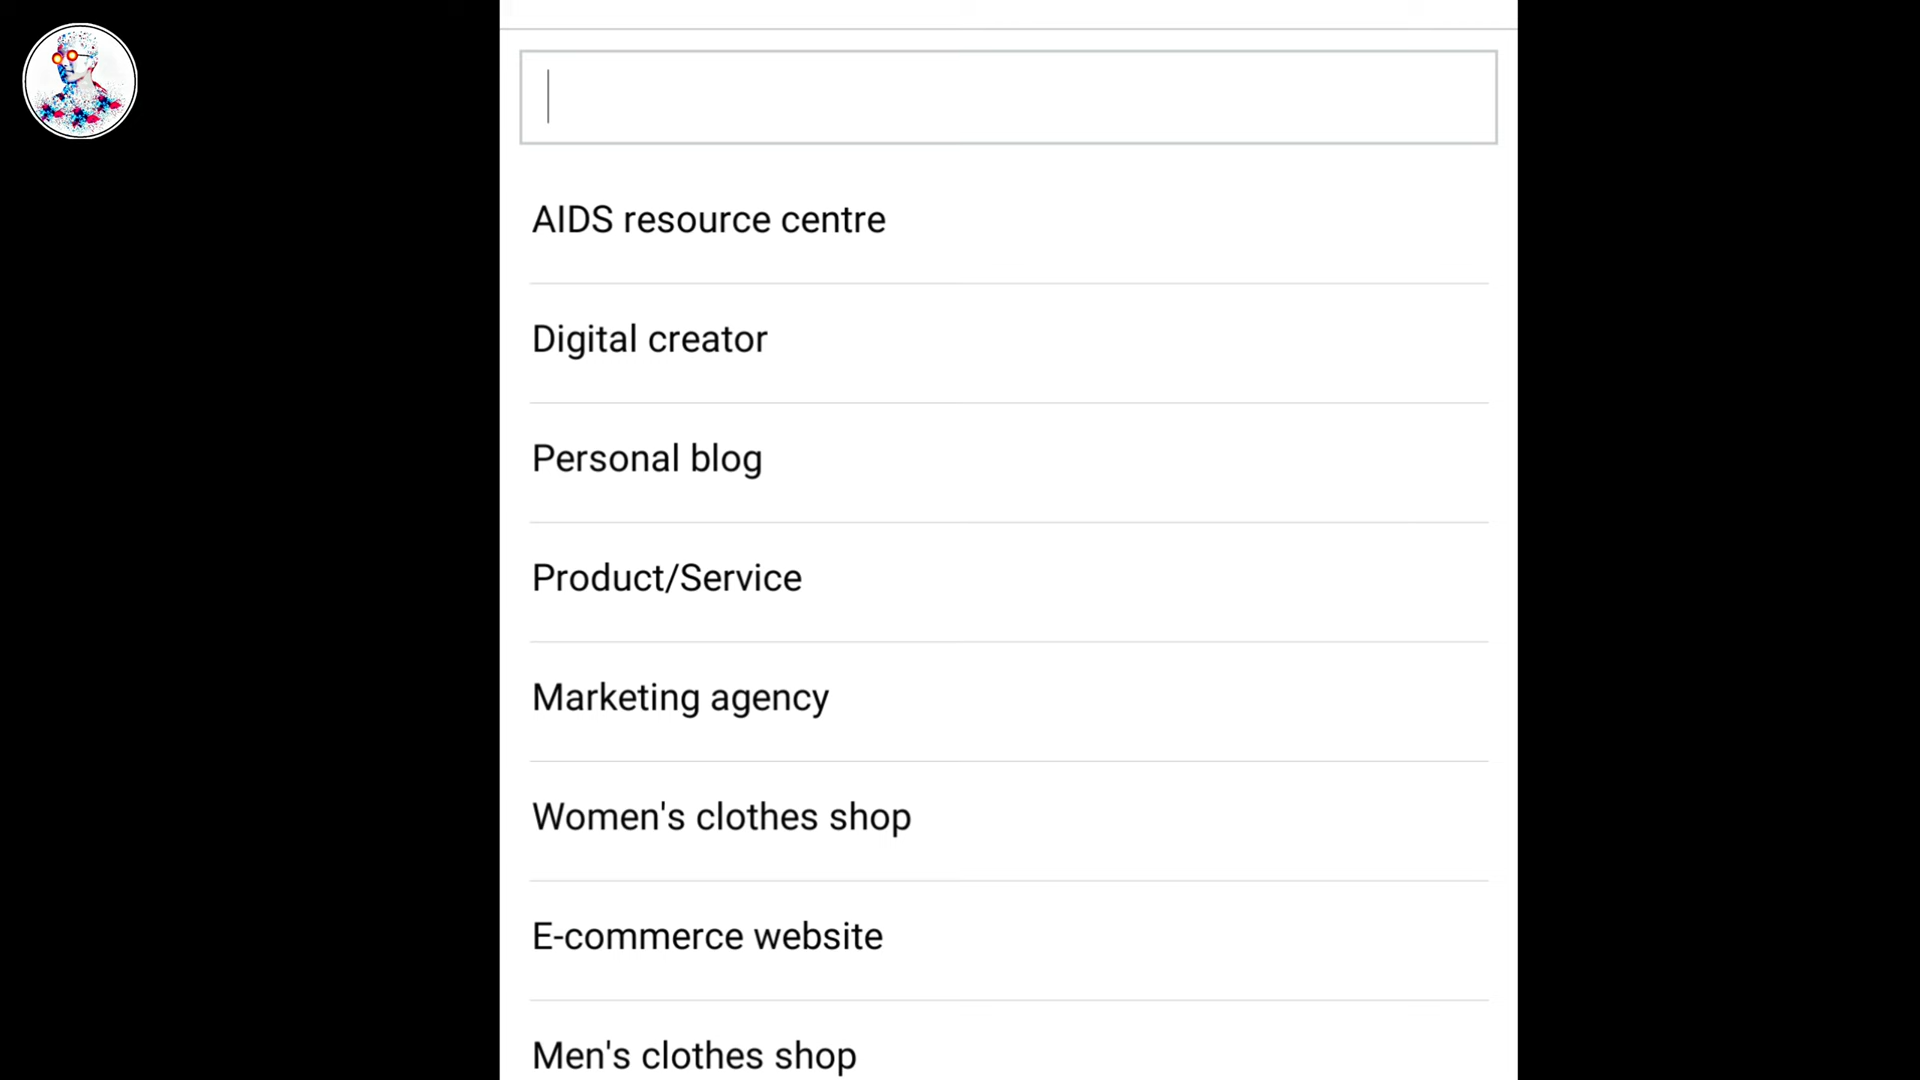 AIDS resource centre
Digital creator
Personal blog
Product/Service
Marketing agency
Women's clothes shop
E-commerce website
Men's clothes shop